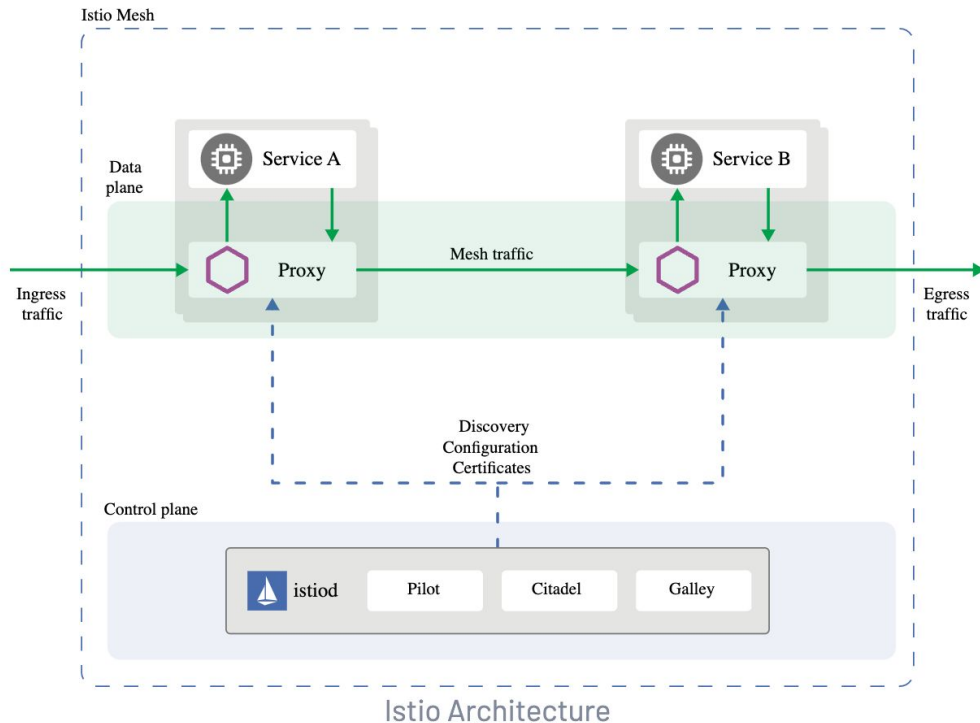 Istio Mesh
Service A
Service B
Data
plane
Proxy
Mesh traffic
Proxy
Ingress
traffic
Egress
traffic
Discovery
Configuration
Certificates
Control plane
istiod
Pilot
Citadel
Galley
Istio Architecture